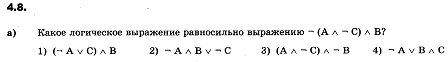 4.8.
а) Какое логическое выражение равносильно выражению ¬ (А ∧ ¬ С) ∧ В?
1) (¬ А ∨ С) ∧ В 2) ¬ А ∧ В ∨ ¬ С 3) (А ∧ ¬ С) ∧ ¬ В 4) ¬ А ∨ В ∧ С